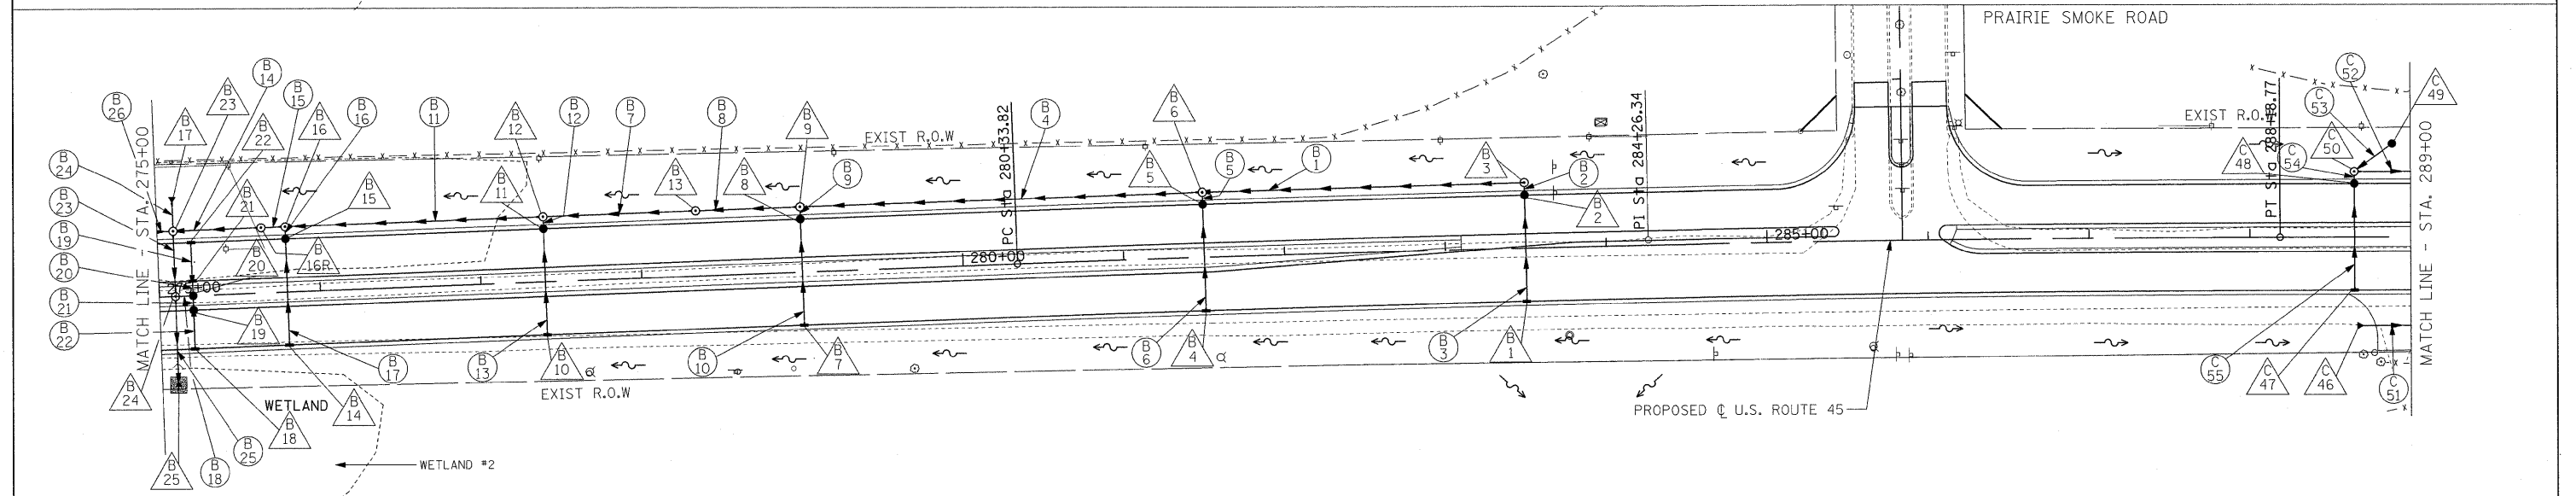 PRAIRIE SMOKE ROAD
B 26
B 17
B 14
B 23
B 22
B 15
B 16
B 16
B 11
B 12
B 12
B 7
B 8
B 9
PC Sta 280+33.82
B 4
B 6
PI Sta 284+26.34
C 52
C 53
C 49
EXIST R.O.W
EXIST R.O.
PT Sta 288+18.77
MATCH LINE - STA. 275+00
MATCH LINE - STA. 289+00
B 24
B 23
B 19
B 20
B 21
B 22
B 21
B 20
B 16R
B 15
B 11
B 13
B 8
B 9
B 5
B 5
B 1
B 3
B 2
B 2
C 48
C 50
C 54
280+00
285+00
B 24
B 19
B 17
B 13
B 10
B 10
B 7
B 6
B 4
B 3
B 1
C 55
C 47
C 46
C 51
WETLAND
B 14
B 18
B 25
B 18
B 25
EXIST R.O.W
PROPOSED ℄ U.S. ROUTE 45
WETLAND #2